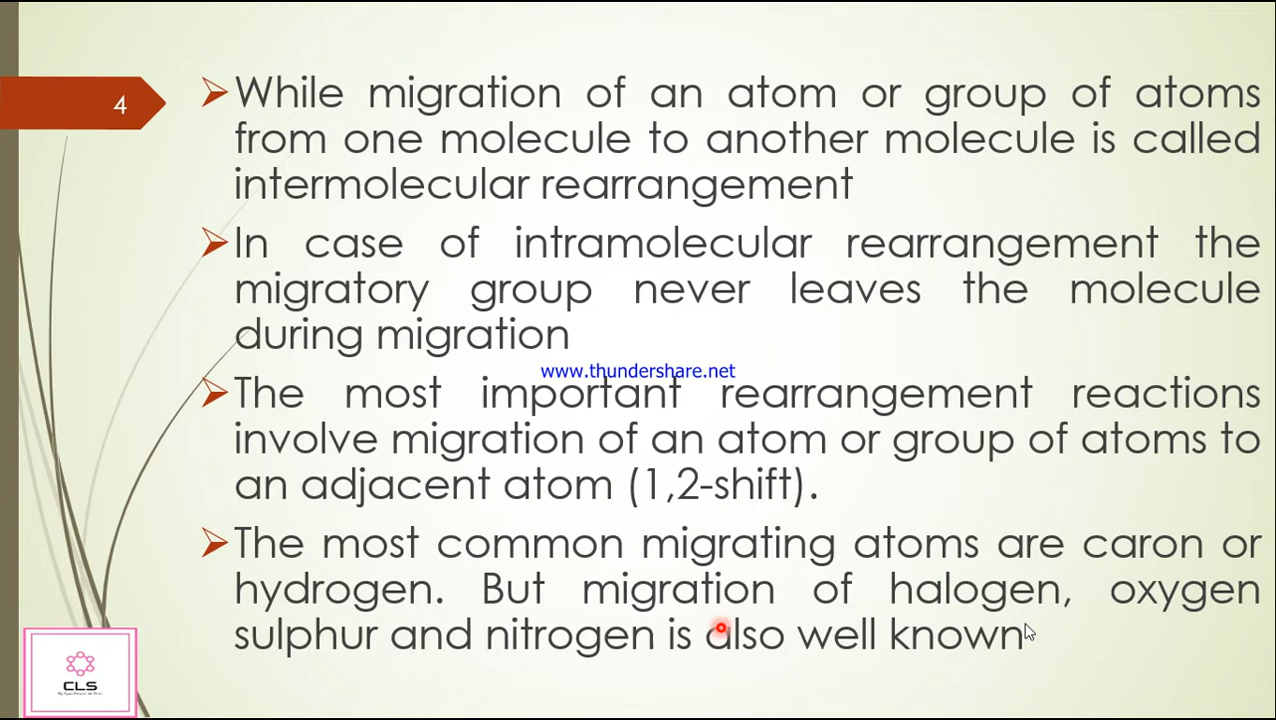 4
While migration of an atom or group of atoms
from one molecule to another molecule is called
intermolecular rearrangement
In case of intramolecular rearrangement the
migratory group never leaves the molecule
during migration
www.thundershare.net
The most important rearrangement reactions
involve migration of an atom or group of atoms to
an adjacent atom (1,2-shift).
The most common migrating atoms are caron or
hydrogen. But migration of halogen, oxygen
sulphur and nitrogen is also well known
CLS